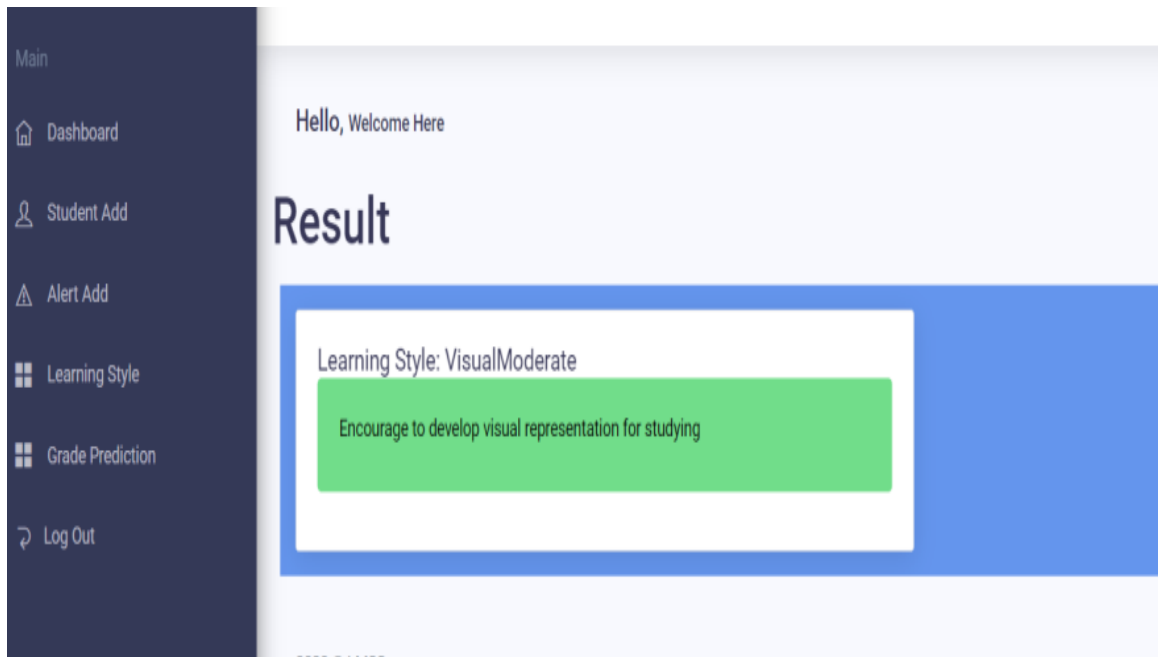 Main
Dashboard
Student Add
Alert Add
Learning Style
Grade Prediction
Log Out
Hello, Welcome Here
Result
Learning Style: VisualModerate
Encourage to develop visual representation for studying